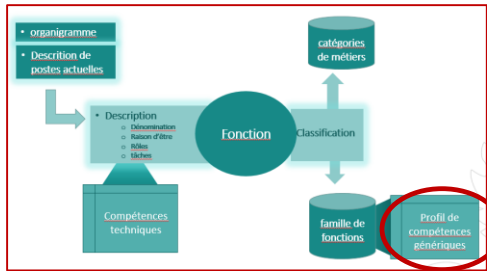 • organigramme
• Descrition de
postes actuelles
catégories
de métiers
• Description
o Dénomination
o Raison d'être
o Rôles
o tâches
Fonction
Classification
Compétences
techniques
famille de
fonctions
Profil de
compétences
génériques